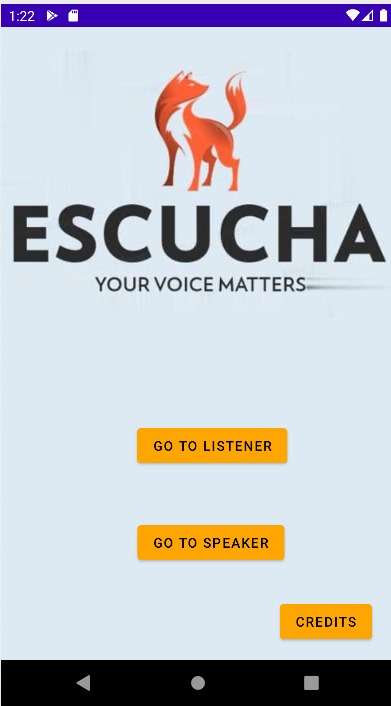 1:22
ESCUCHA
YOUR VOICE MATTERS
GO TO LISTENER
GO TO SPEAKER
CREDITS